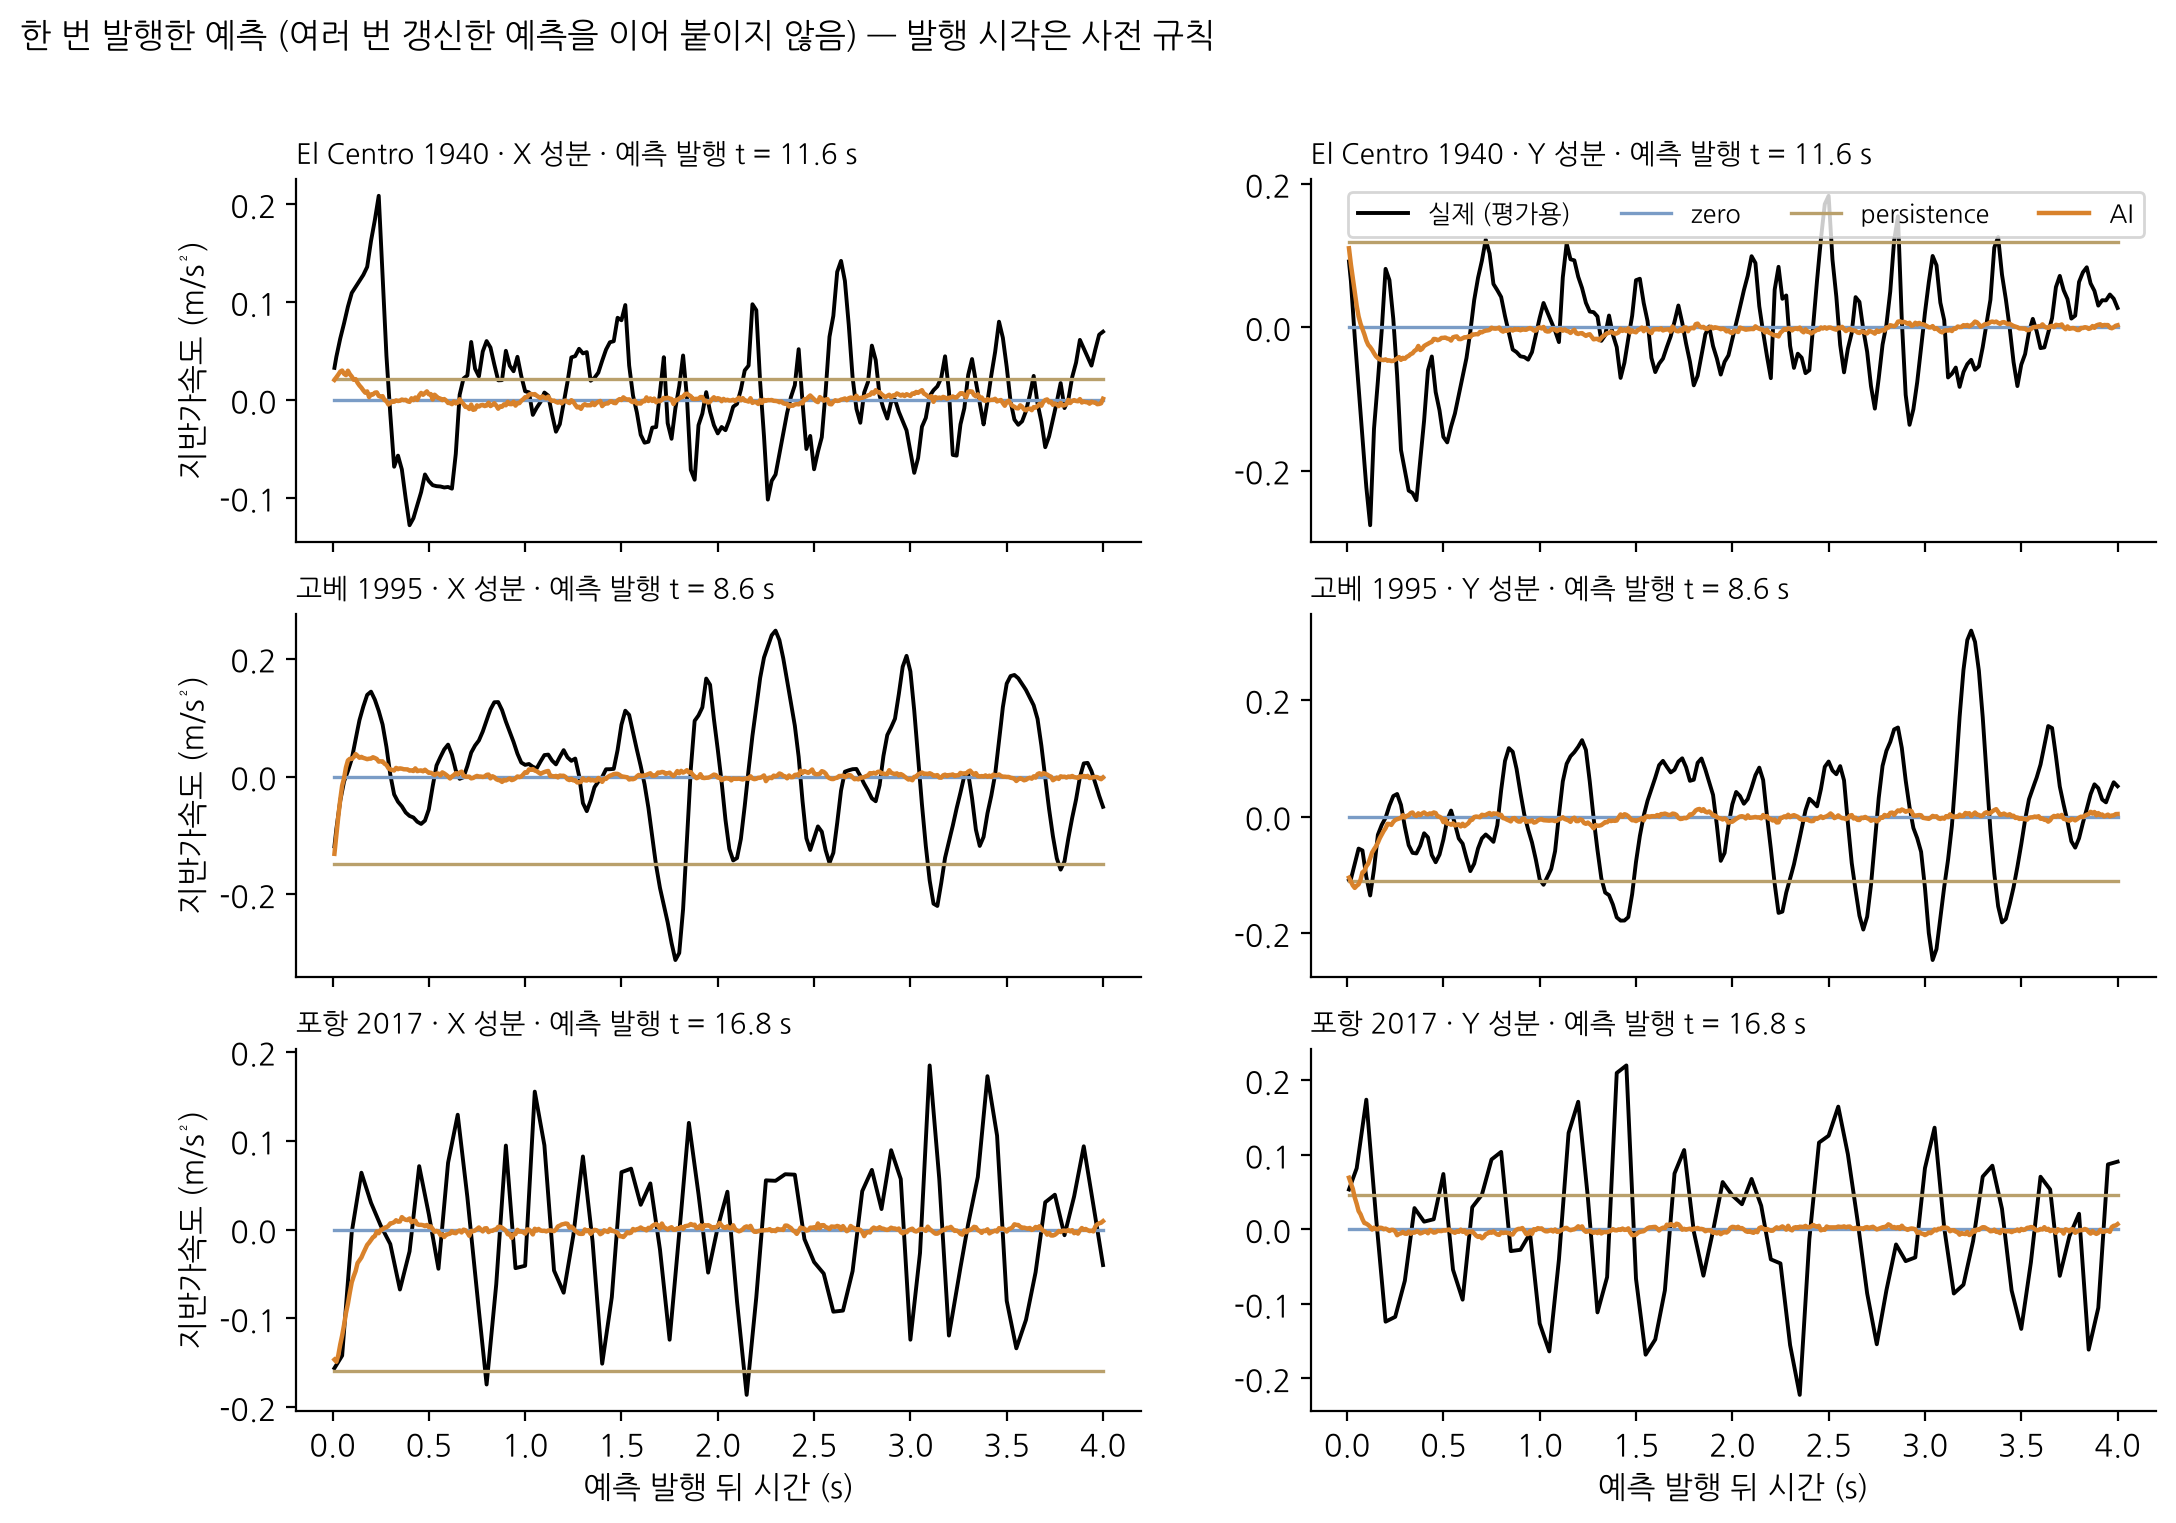 한 번 발행한 예측 (여러 번 갱신한 예측을 이어 붙이지 않음) — 발행 시각은 사전 규칙
El Centro 1940 · X 성분 · 예측 발행 t = 11.6 s
0.2
0.1
0.0
-0.1
지반가속도 (m/s²)
El Centro 1940 · Y 성분 · 예측 발행 t = 11.6 s
실제 (평가용) zero persistence AI
0.2
0.0
-0.2
고베 1995 · X 성분 · 예측 발행 t = 8.6 s
0.2
0.0
-0.2
지반가속도 (m/s²)
고베 1995 · Y 성분 · 예측 발행 t = 8.6 s
0.2
0.0
-0.2
포항 2017 · X 성분 · 예측 발행 t = 16.8 s
0.2
0.1
0.0
-0.1
-0.2
지반가속도 (m/s²)
0.0 0.5 1.0 1.5 2.0 2.5 3.0 3.5 4.0
예측 발행 뒤 시간 (s)
포항 2017 · Y 성분 · 예측 발행 t = 16.8 s
0.2
0.1
0.0
-0.1
-0.2
0.0 0.5 1.0 1.5 2.0 2.5 3.0 3.5 4.0
예측 발행 뒤 시간 (s)